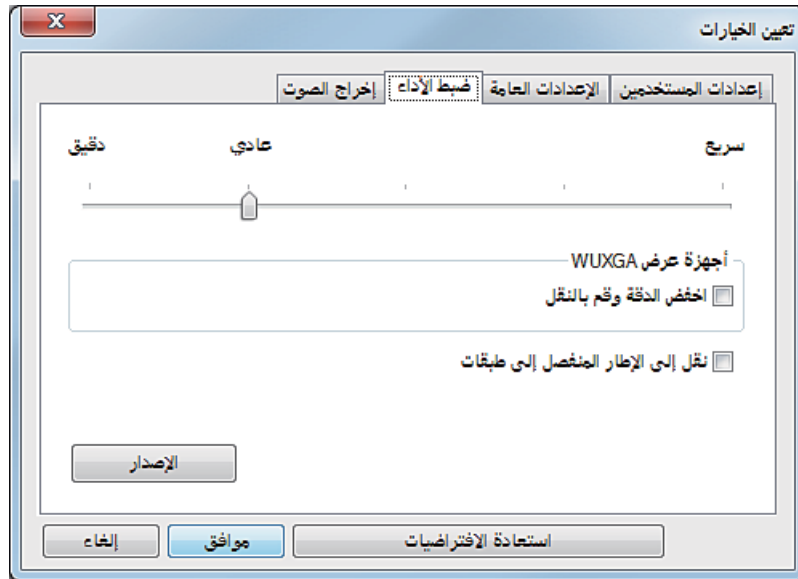 تعيين الخيارات
إعدادات المستخدمين الإعدادات العامة ضبط الأداء إخراج الصوت
سريع عادي دقيق
أجهزة عرض WUXGA
اخفض الدقة وقم بالنقل
نقل إلى الإطار المنفصل إلى طبقات
الإصدار
استعادة الافتراضيات موافق إلغاء